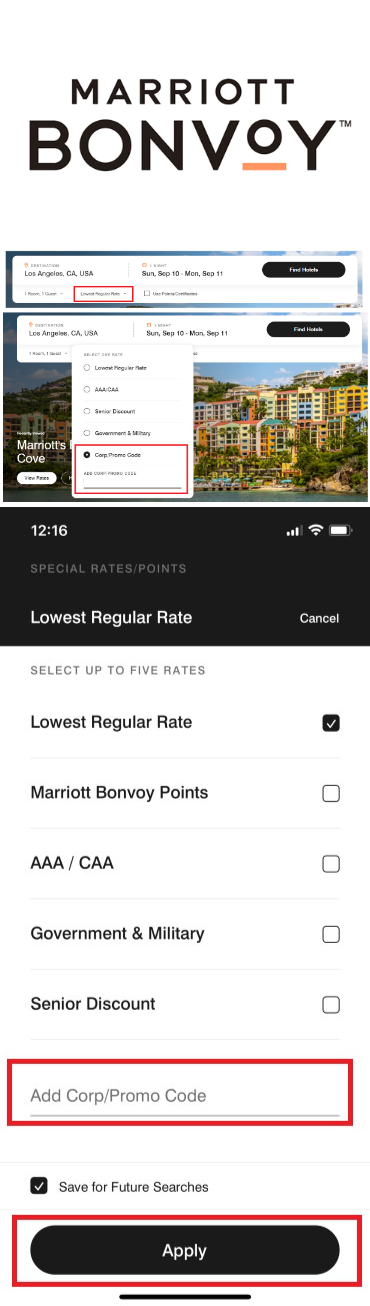 MARRIOTT
BONVOY™
DESTINATION
1 NIGHT
Los Angeles, CA, USA
Sun, Sep 10 - Mon, Sep 11
Find Hotels
1 Room, 1 Guest
Lowest Regular Rate
Use Points/Certificates
DESTINATION
1 NIGHT
Los Angeles, CA, USA
Sun, Sep 10 - Mon, Sep 11
Find Hotels
1 Room, 1 Guest
SELECT ONE RATE
Lowest Regular Rate
AAA/CAA
Senior Discount
Government & Military
Corp/Promo Code
ADD CORP/PROMO CODE
Recently Viewed
Marriott's
Cove
View Rates
12:16
SPECIAL RATES/POINTS
Lowest Regular Rate
Cancel
SELECT UP TO FIVE RATES
Lowest Regular Rate
Marriott Bonvoy Points
AAA / CAA
Government & Military
Senior Discount
Add Corp/Promo Code
Save for Future Searches
Apply